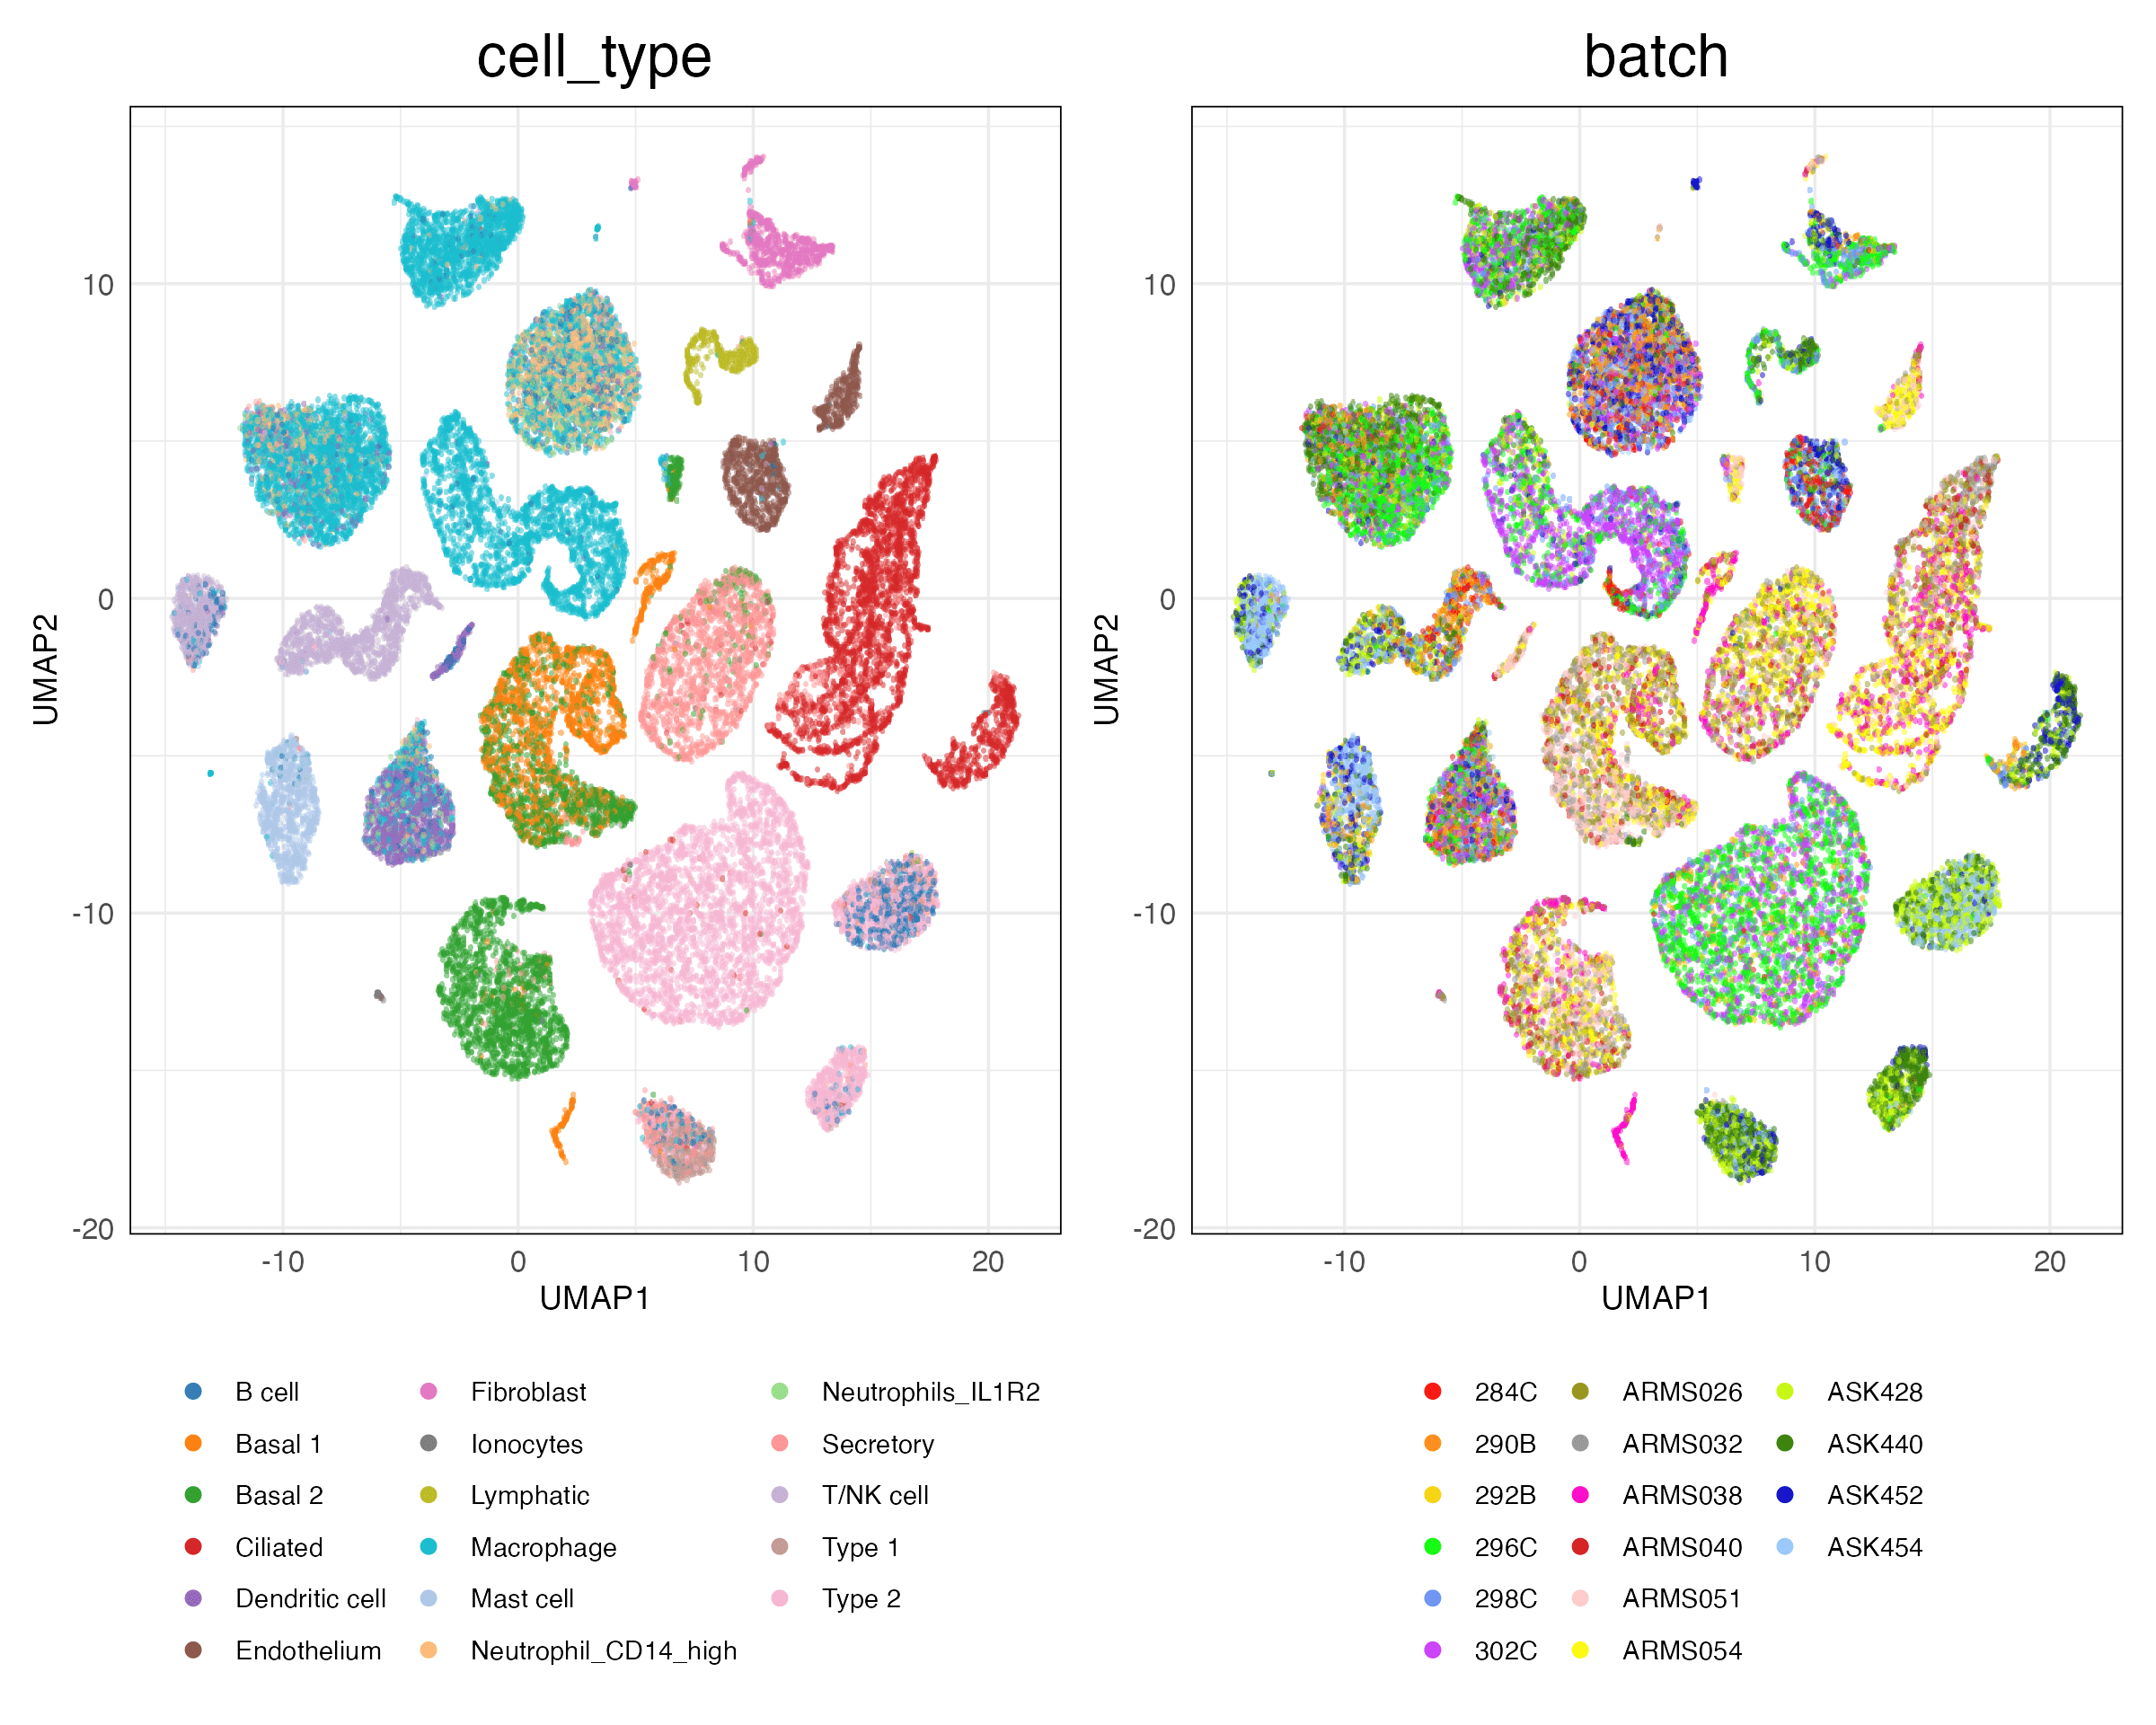 cell_type
batch
10
0
-10
-20
-10
0
10
20
UMAP1
UMAP2
10
0
-10
-20
-10
0
10
20
UMAP1
UMAP2
B cell
Basal 1
Basal 2
Ciliated
Dendritic cell
Endothelium
Fibroblast
Ionocytes
Lymphatic
Macrophage
Mast cell
Neutrophil_CD14_high
Neutrophils_IL1R2
Secretory
T/NK cell
Type 1
Type 2
284C
290B
292B
296C
298C
302C
ARMS026
ARMS032
ARMS038
ARMS040
ARMS051
ARMS054
ASK428
ASK440
ASK452
ASK454